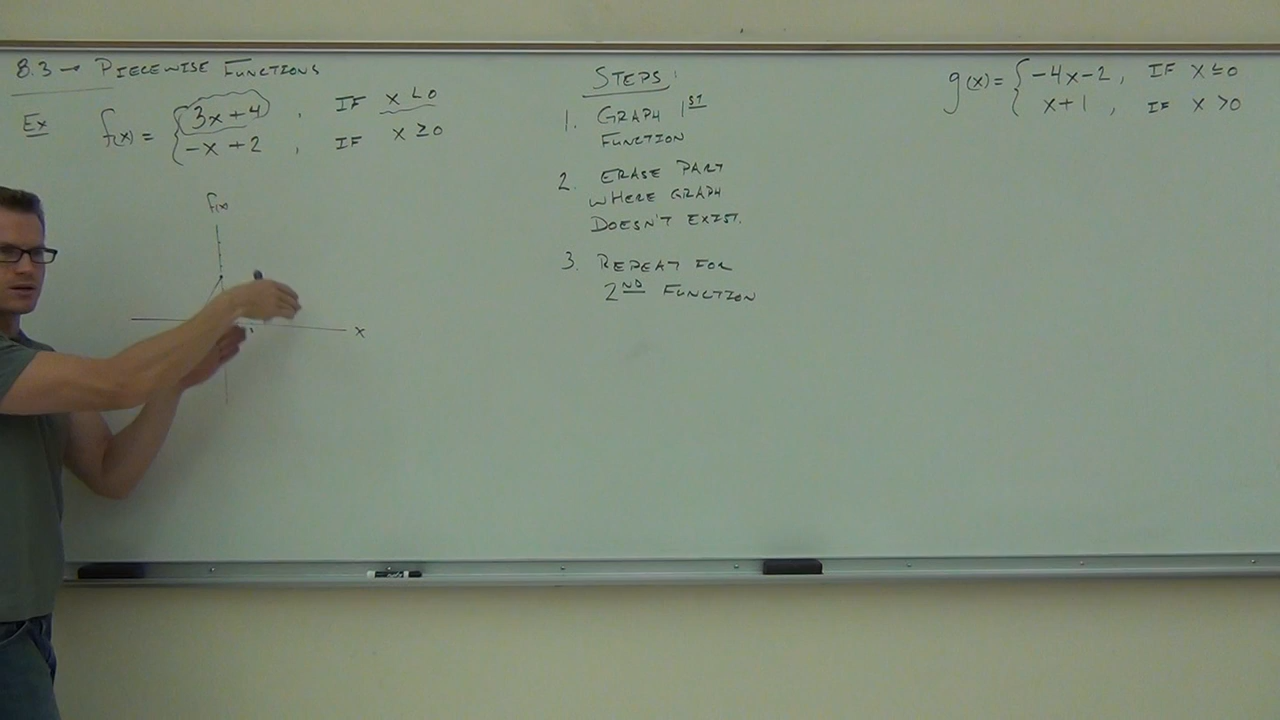 8.3 → PIECEWISE FUNCTIONS
Ex f(x) = { 3x+4 , IF x < 0
-x+2 , IF x ≥ 0
f(x)
x
STEPS:
1. GRAPH 1ST
FUNCTION
2. ERASE PART
WHERE GRAPH
DOESN'T EXIST.
3. REPEAT FOR
2ND FUNCTION
g(x) = { -4x-2 , IF x ≤ 0
x+1 , IF x > 0